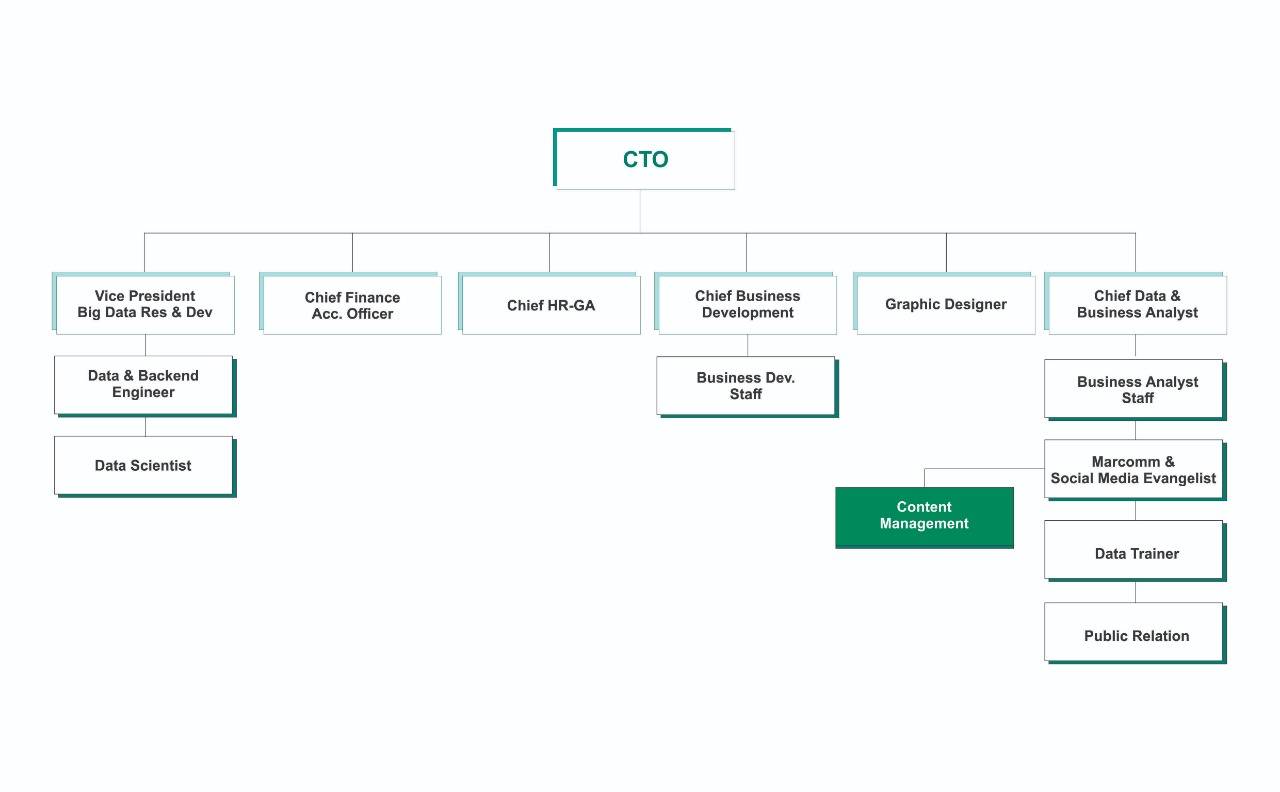 CTO
Vice President
Big Data Res & Dev
Chief Finance
Acc. Officer
Chief HR-GA
Chief Business
Development
Graphic Designer
Chief Data &
Business Analyst
Data & Backend
Engineer
Business Dev.
Staff
Business Analyst
Staff
Data Scientist
Marcomm &
Social Media Evangelist
Content
Management
Data Trainer
Public Relation